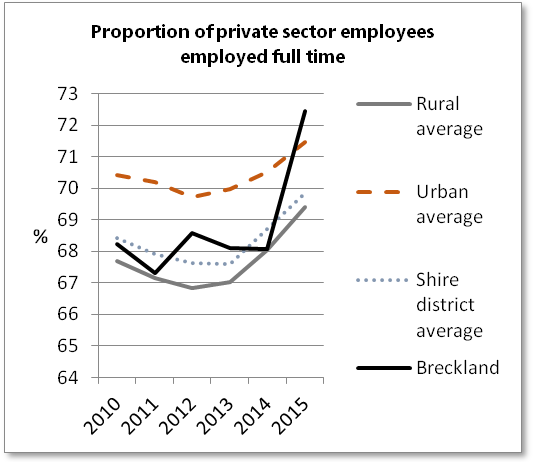 Proportion of private sector employees
employed full time
73
72
71
70
69
68
67
66
65
64
%
2010
2011
2012
2013
2014
2015
Rural
average
Urban
average
Shire
district
average
Breckland